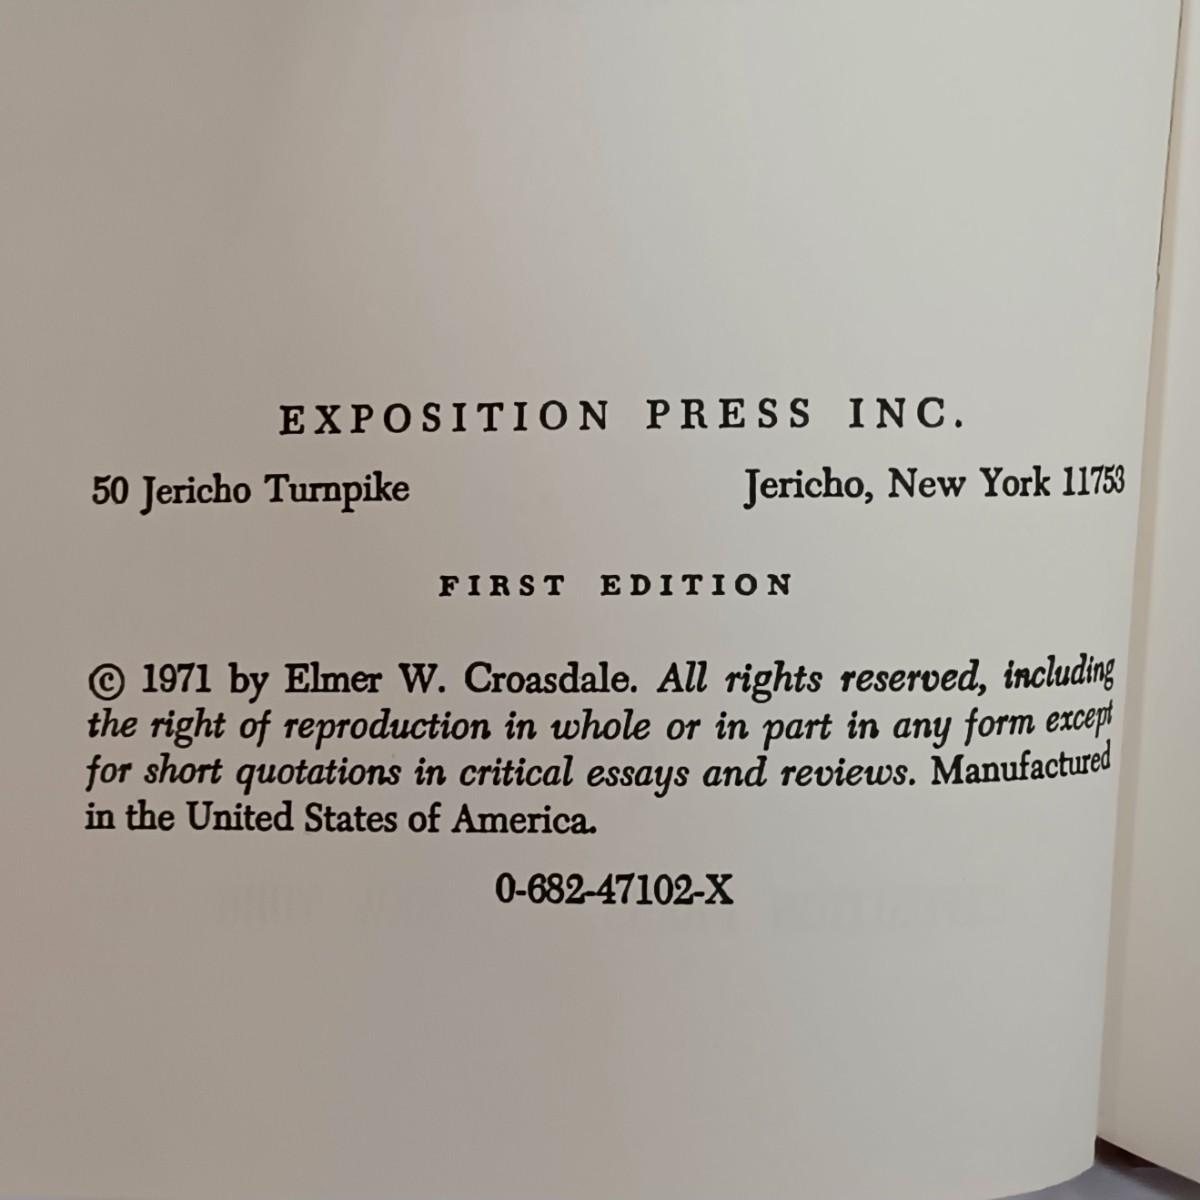 EXPOSITION PRESS INC.
50 Jericho Turnpike Jericho, New York 11753
FIRST EDITION
© 1971 by Elmer W. Croasdale. All rights reserved, including
the right of reproduction in whole or in part in any form except
for short quotations in critical essays and reviews. Manufactured
in the United States of America.
0-682-47102-X